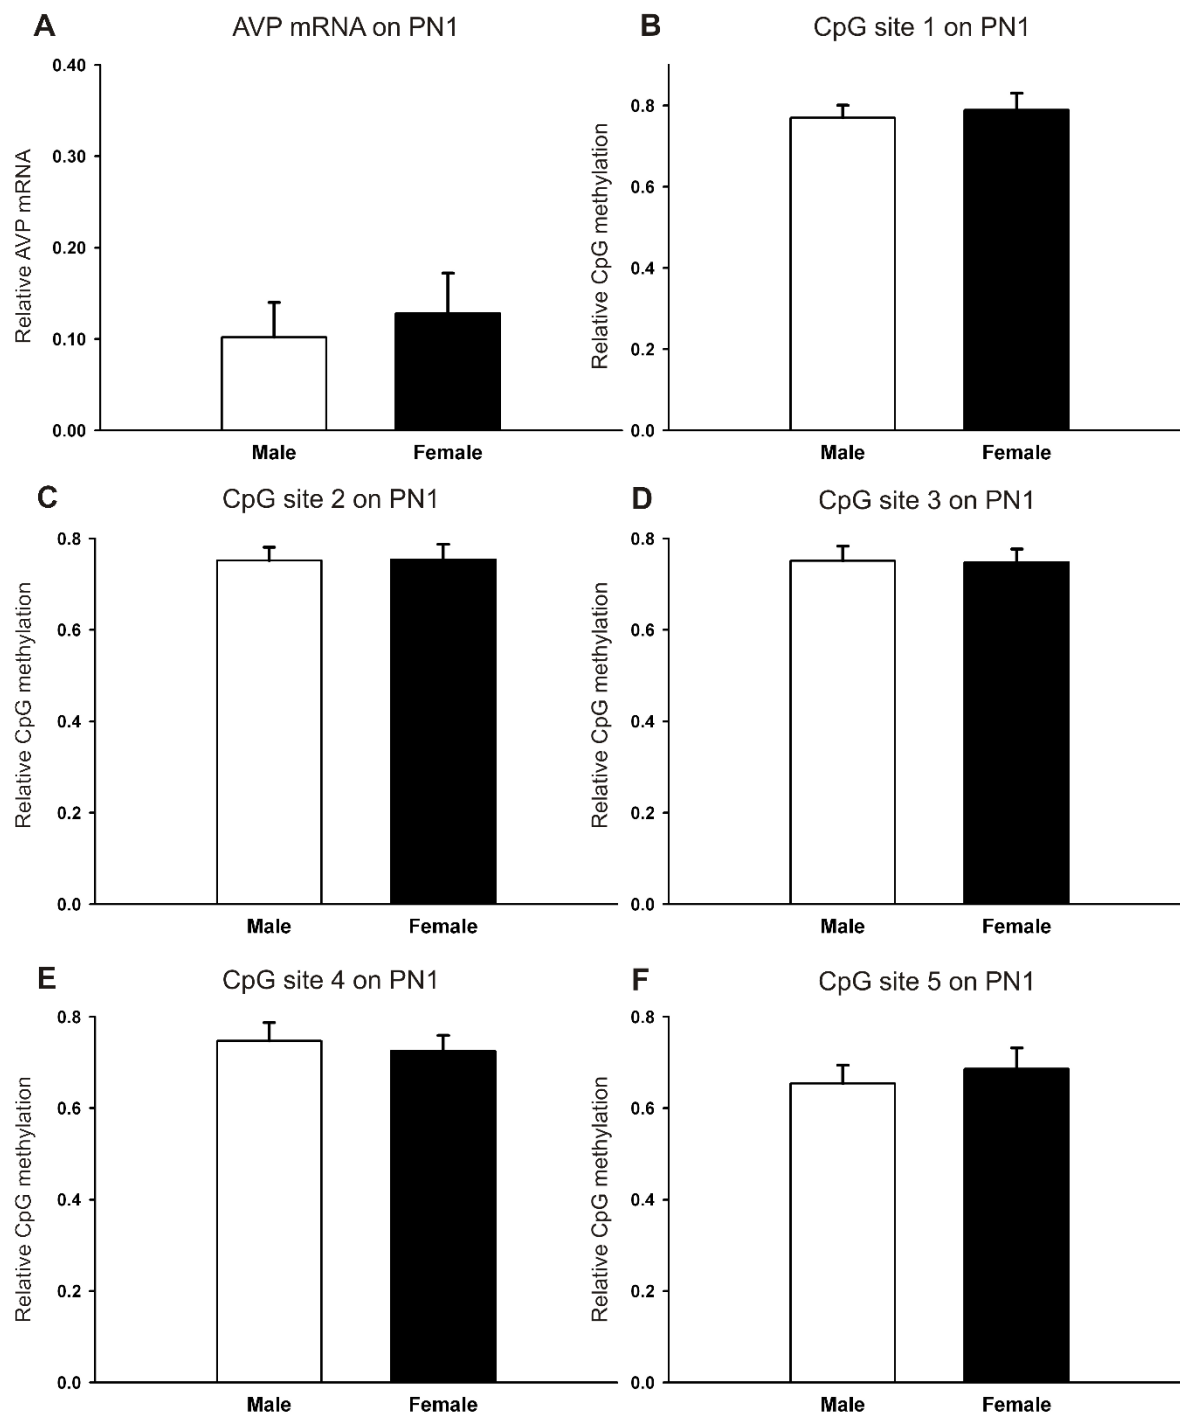 A AVP mRNA on PN1
Relative AVP mRNA
0.40
0.30
0.20
0.10
0.00
Male Female
B CpG site 1 on PN1
Relative CpG methylation
0.8
0.6
0.4
0.2
0.0
Male Female
C CpG site 2 on PN1
Relative CpG methylation
0.8
0.6
0.4
0.2
0.0
Male Female
D CpG site 3 on PN1
Relative CpG methylation
0.8
0.6
0.4
0.2
0.0
Male Female
E CpG site 4 on PN1
Relative CpG methylation
0.8
0.6
0.4
0.2
0.0
Male Female
F CpG site 5 on PN1
Relative CpG methylation
0.8
0.6
0.4
0.2
0.0
Male Female